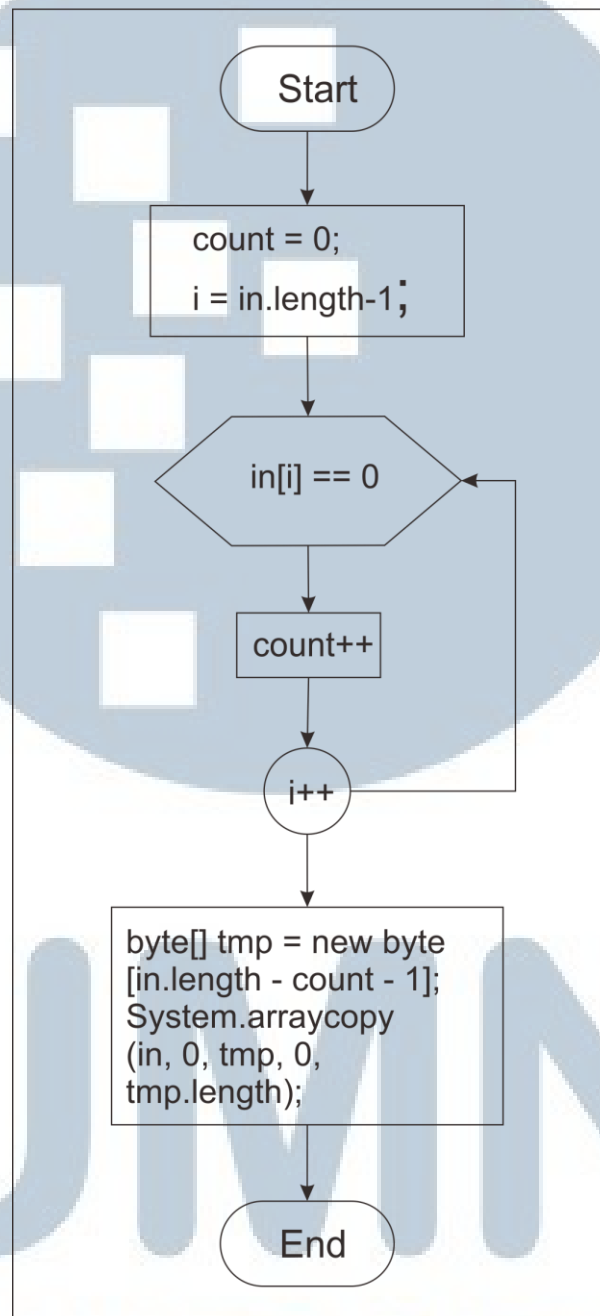 Start
count = 0;
i = in.length-1;
in[i] == 0
count++
i++
byte[] tmp = new byte
[in.length - count - 1];
System.arraycopy
(in, 0, tmp, 0,
tmp.length);
End
UMN